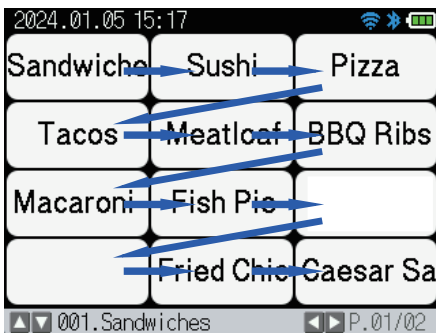 2024.01.05 15:17
Sandwiche
Sushi
Pizza
Tacos
Meatloaf
BBQ Ribs
Macaroni
Fish Pie
Fried Chic
Caesar Sa
001.Sandwiches
P.01/02